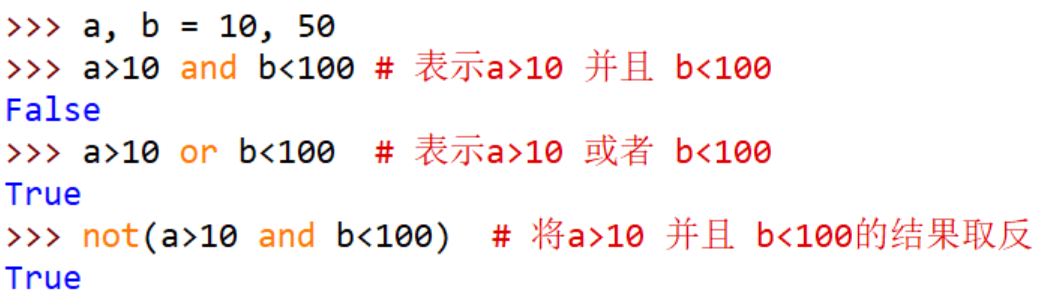 >>> a, b = 10, 50
>>> a>10 and b<100 # 表示a>10 并且 b<100
False
>>> a>10 or b<100  # 表示a>10 或者 b<100
True
>>> not(a>10 and b<100)  # 将a>10 并且 b<100的结果取反
True